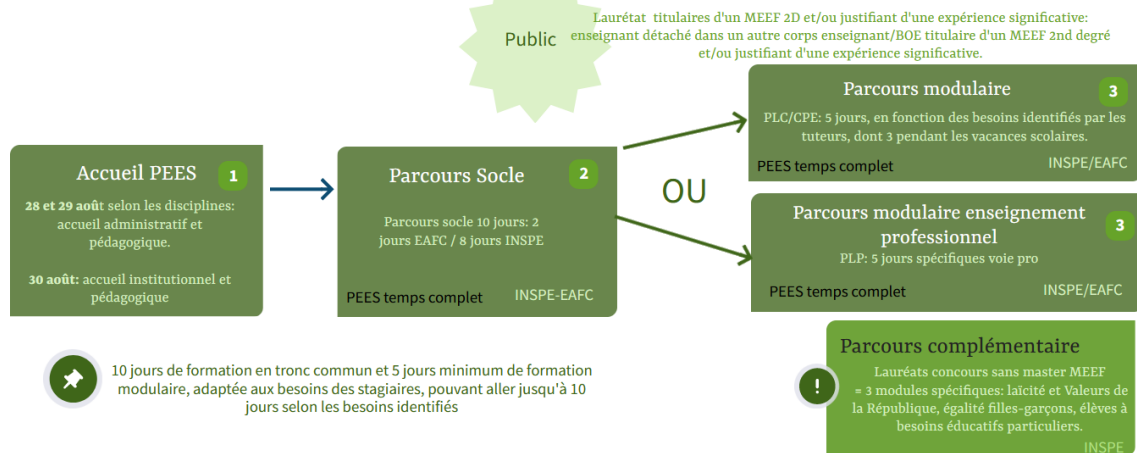 Public
Laurétat titulaires d'un MEEF 2D et/ou justifiant d'une expérience significative:
enseignant détaché dans un autre corps enseignant/BOE titulaire d'un MEEF 2nd degré
et/ou justifiant d'une expérience significative.
Accueil PEES
1
28 et 29 août selon les disciplines:
accueil administratif et
pédagogique.
30 août: accueil institutionnel et
pédagogique
Parcours Socle
2
Parcours socle 10 jours: 2
jours EAFC / 8 jours INSPE
PEES temps complet
INSPE-EAFC
OU
Parcours modulaire
3
PLC/CPE: 5 jours, en fonction des besoins identifiés par les
tuteurs, dont 3 pendant les vacances scolaires.
PEES temps complet
INSPE/EAFC
Parcours modulaire enseignement
professionnel
3
PLP: 5 jours spécifiques voie pro
PEES temps complet
INSPE/EAFC
10 jours de formation en tronc commun et 5 jours minimum de formation
modulaire, adaptée aux besoins des stagiaires, pouvant aller jusqu'à 10
jours selon les besoins identifiés
!
Parcours complémentaire
Lauréats concours sans master MEEF
= 3 modules spécifiques: laïcité et Valeurs de
la République, égalité filles-garçons, élèves à
besoins éducatifs particuliers.
INSPE